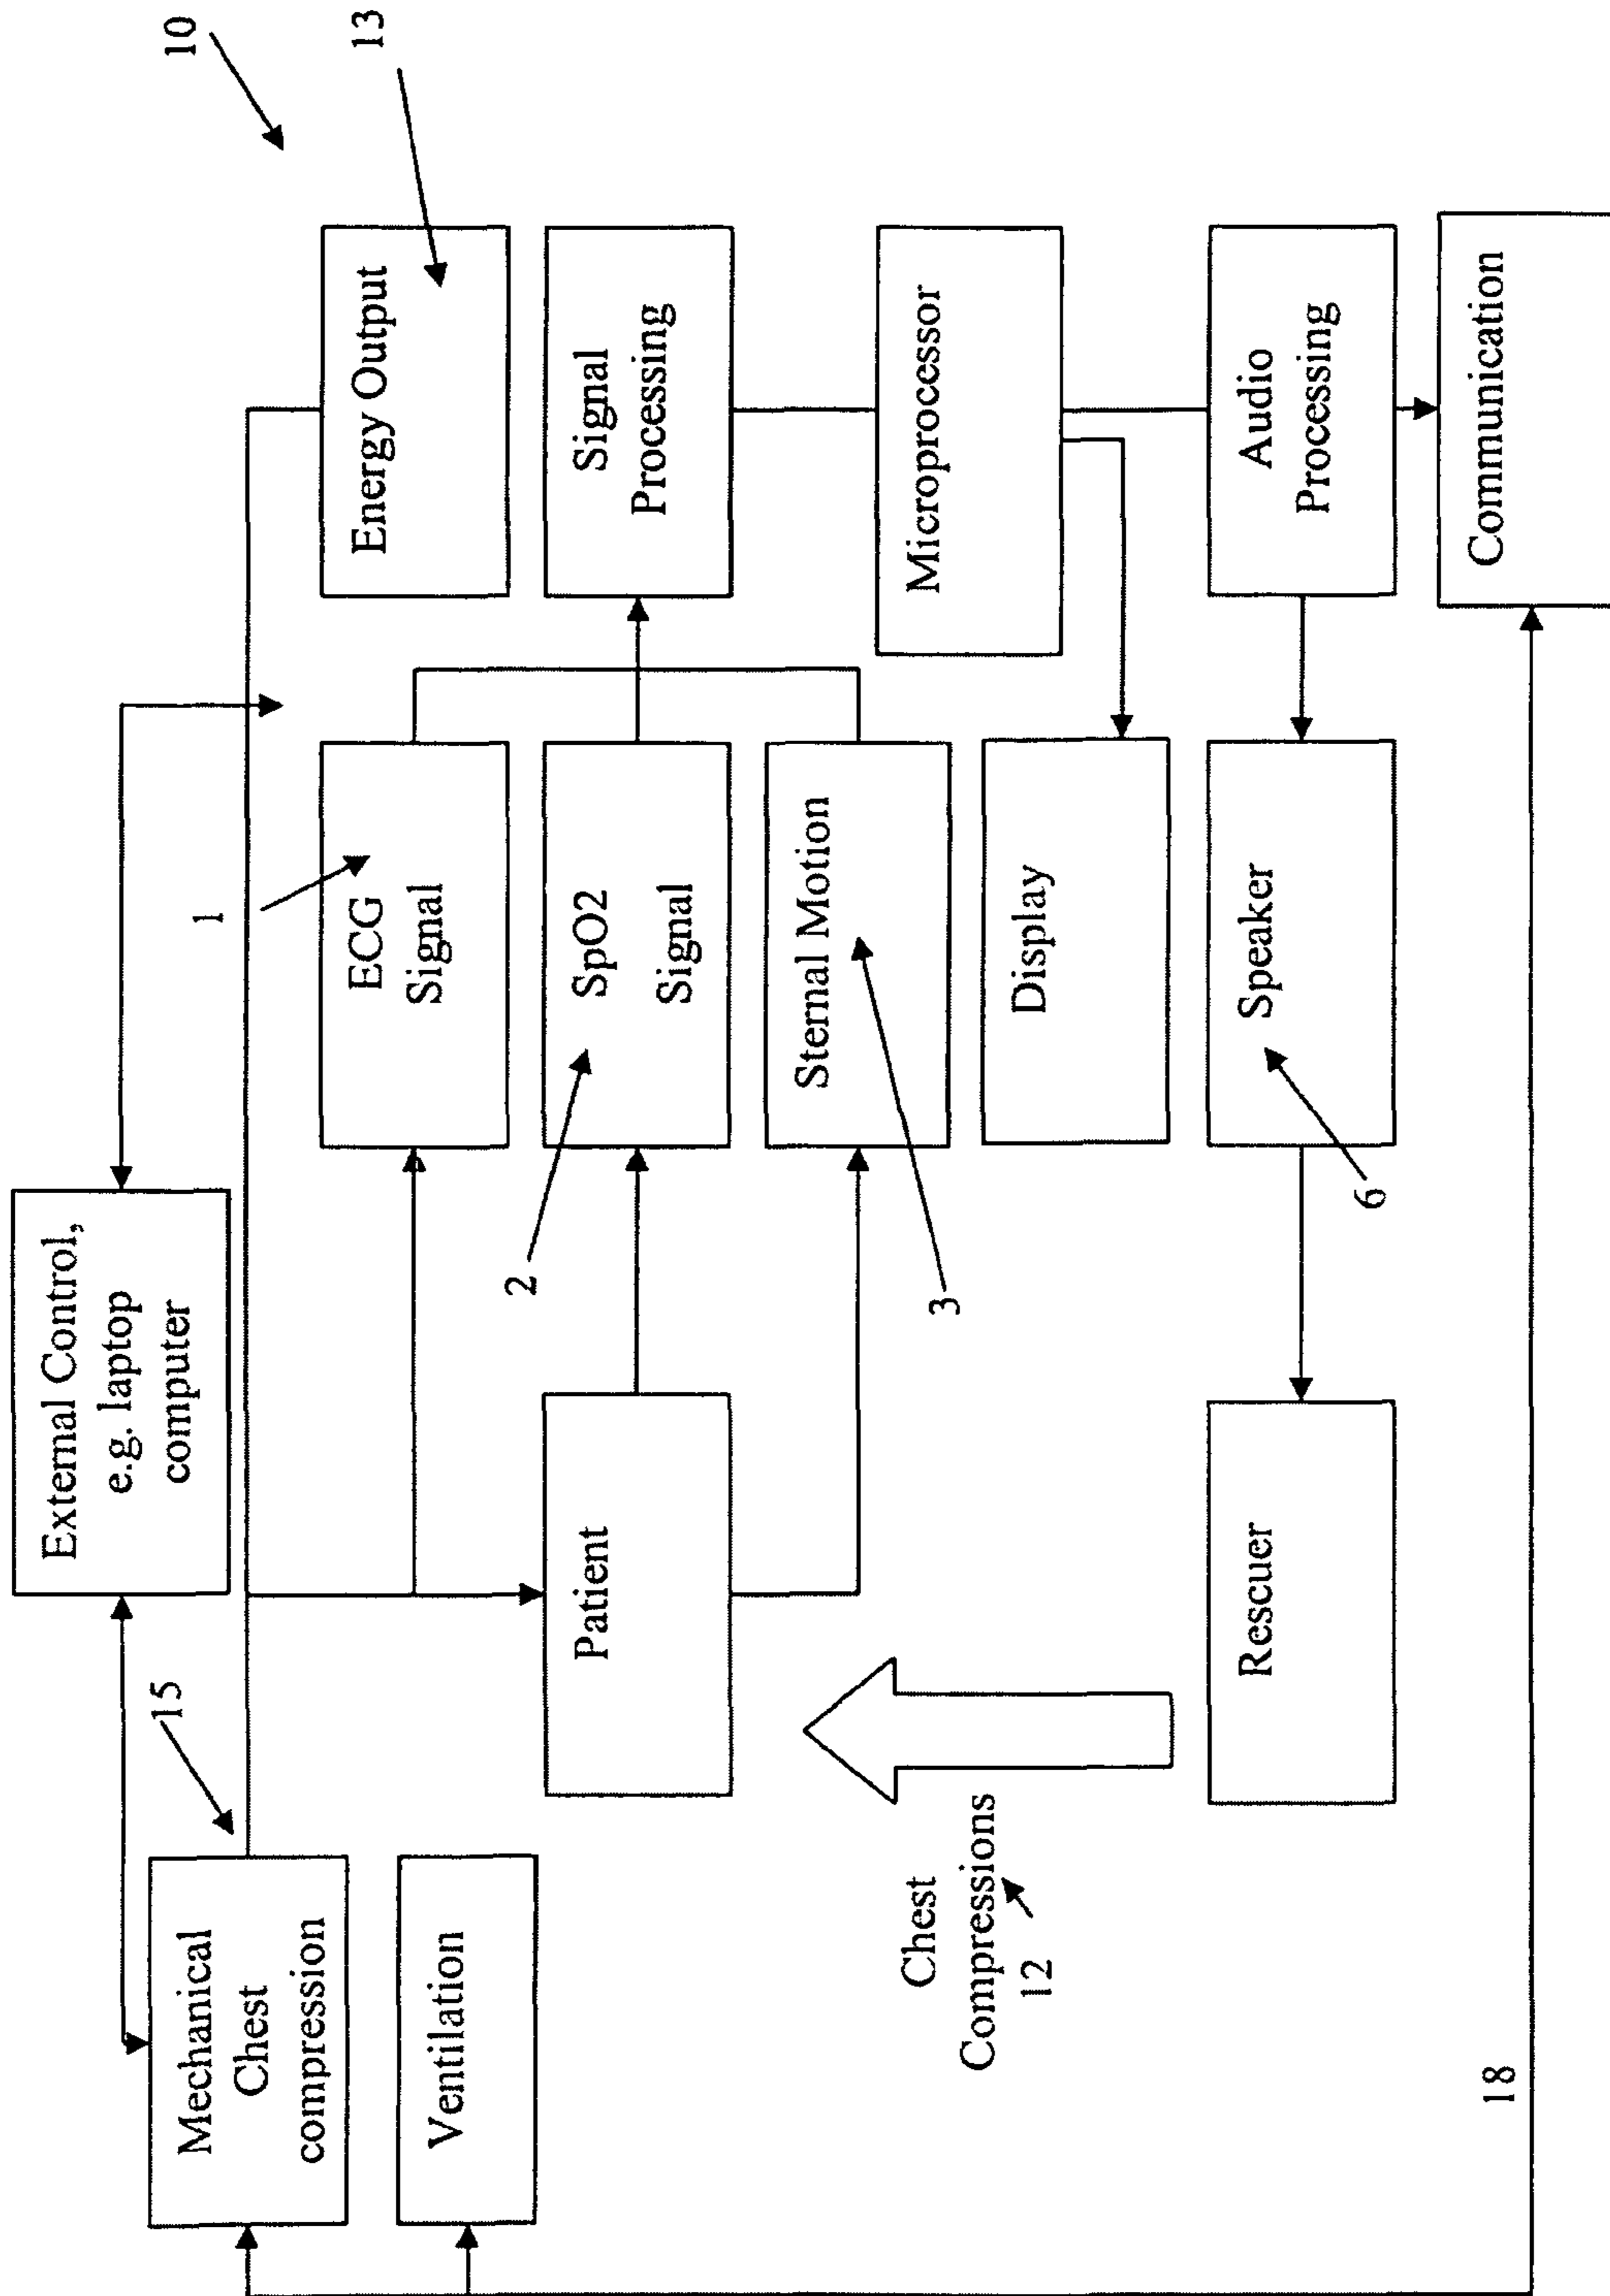 10
13
External Control,
e.g. laptop
computer
15
1
Mechanical
Chest
compression
ECG
Signal
Energy Output
Ventilation
Patient
2
SpO2
Signal
Signal
Processing
3
Sternal Motion
Microprocessor
Chest
Compressions
12
Display
Rescuer
6
Speaker
Audio
Processing
18
Communication